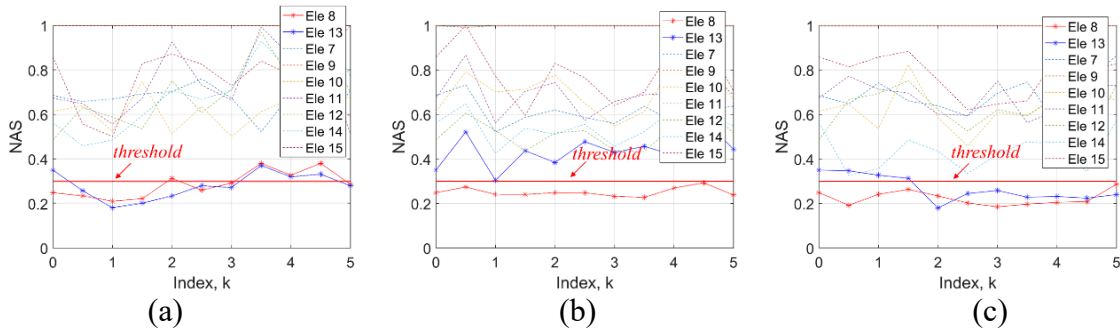 NAS
1
0.8
0.6
0.4
0.2
0
0
1
2
3
4
5
Index, k
threshold
Ele 8
Ele 13
Ele 7
Ele 9
Ele 10
Ele 11
Ele 12
Ele 14
Ele 15
(a)
NAS
1
0.8
0.6
0.4
0.2
0
0
1
2
3
4
5
Index, k
threshold
Ele 8
Ele 13
Ele 7
Ele 9
Ele 10
Ele 11
Ele 12
Ele 14
Ele 15
(b)
NAS
1
0.8
0.6
0.4
0.2
0
0
1
2
3
4
5
Index, k
threshold
Ele 8
Ele 13
Ele 7
Ele 9
Ele 10
Ele 11
Ele 12
Ele 14
Ele 15
(c)